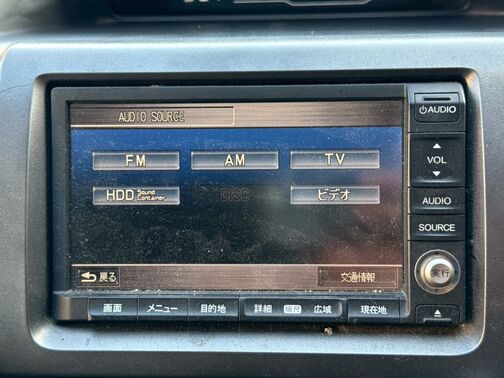 AUDIO SOURCE
FM AM TV
HDD Sound Container DISC ビデオ
戻る 交通情報
AUDIO
VOL
AUDIO
SOURCE
実行
画面 メニュー 目的地 詳細 縮尺 広域 現在地